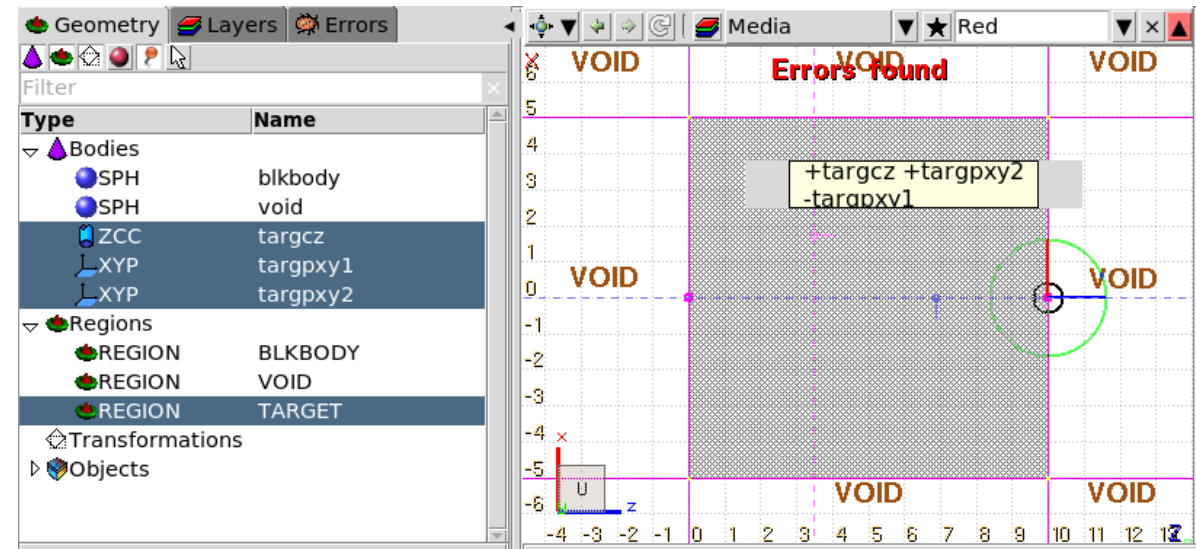 Geometry Layers Errors
Media Red
Filter
Type Name
Bodies
SPH blkbody
SPH void
ZCC targcz
XYP targpxy1
XYP targpxy2
Regions
REGION BLKBODY
REGION VOID
REGION TARGET
Transformations
Objects
x
6
VOID VOID VOID
Errors found
5
4
3
2
1
0
-1
-2
-3
-4
-5
-6
+targcz +targpxy2
-targpxy1
VOID VOID
VOID VOID
x
U
z
-4 -3 -2 -1 0 1 2 3 4 5 6 7 8 9 10 11 12